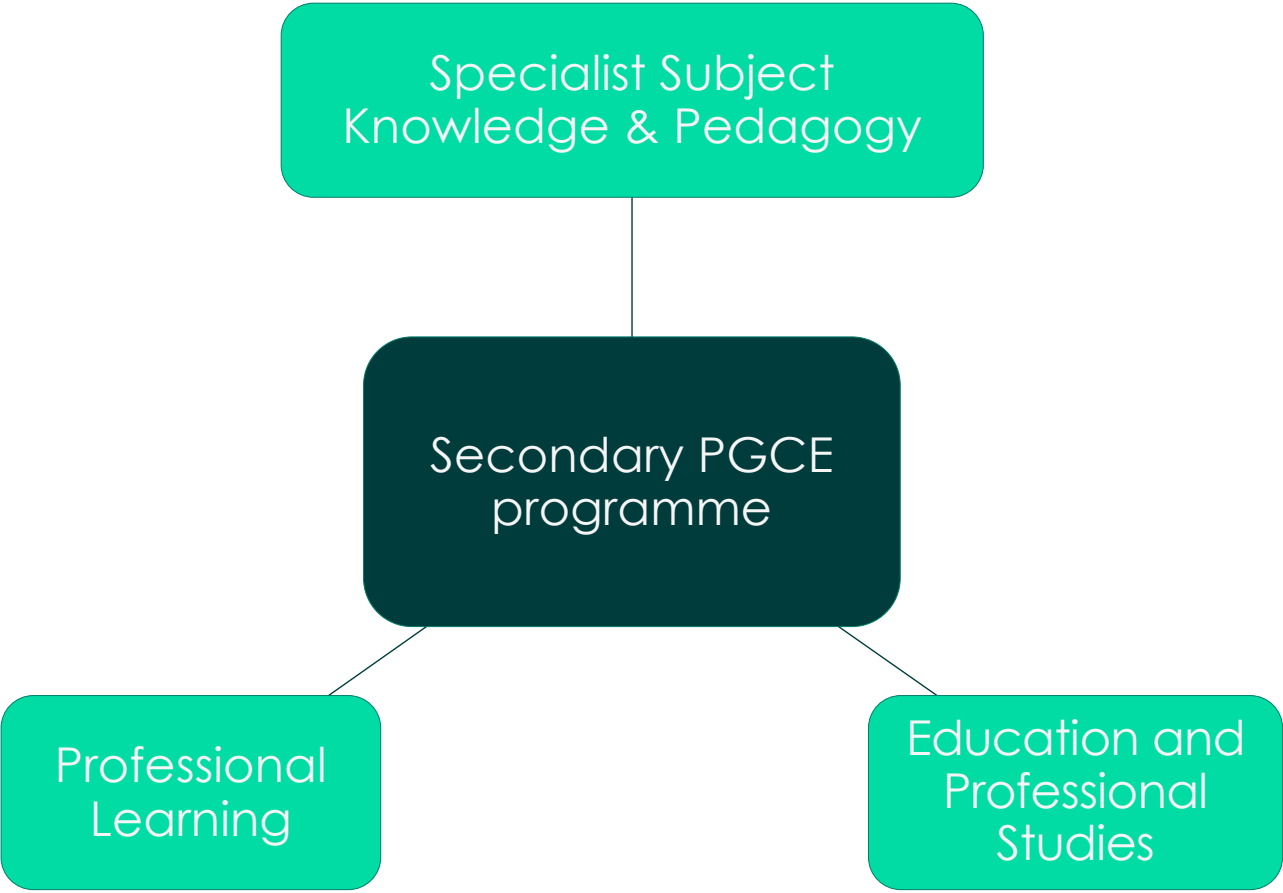 Specialist Subject
Knowledge & Pedagogy
Secondary PGCE
programme
Professional
Learning
Education and
Professional
Studies